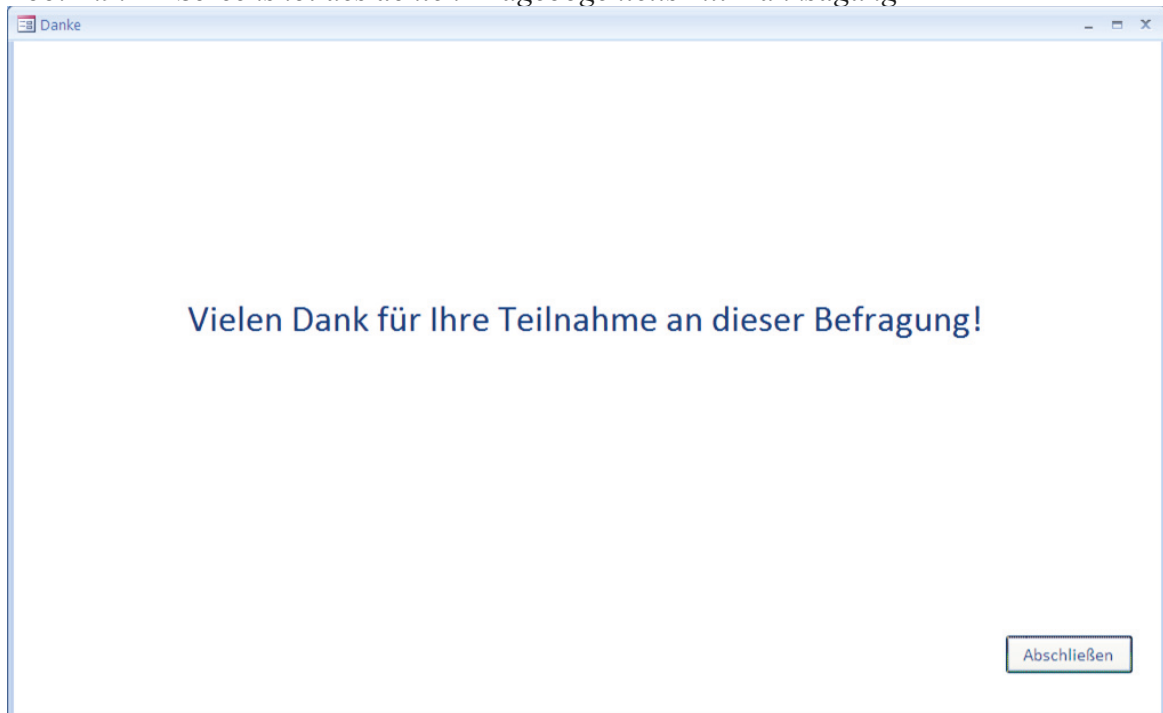 Danke
Vielen Dank für Ihre Teilnahme an dieser Befragung!
Abschließen